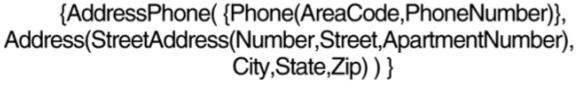 {AddressPhone( {Phone(AreaCode,PhoneNumber)},
Address(StreetAddress(Number,Street,ApartmentNumber),
City,State,Zip) ) }